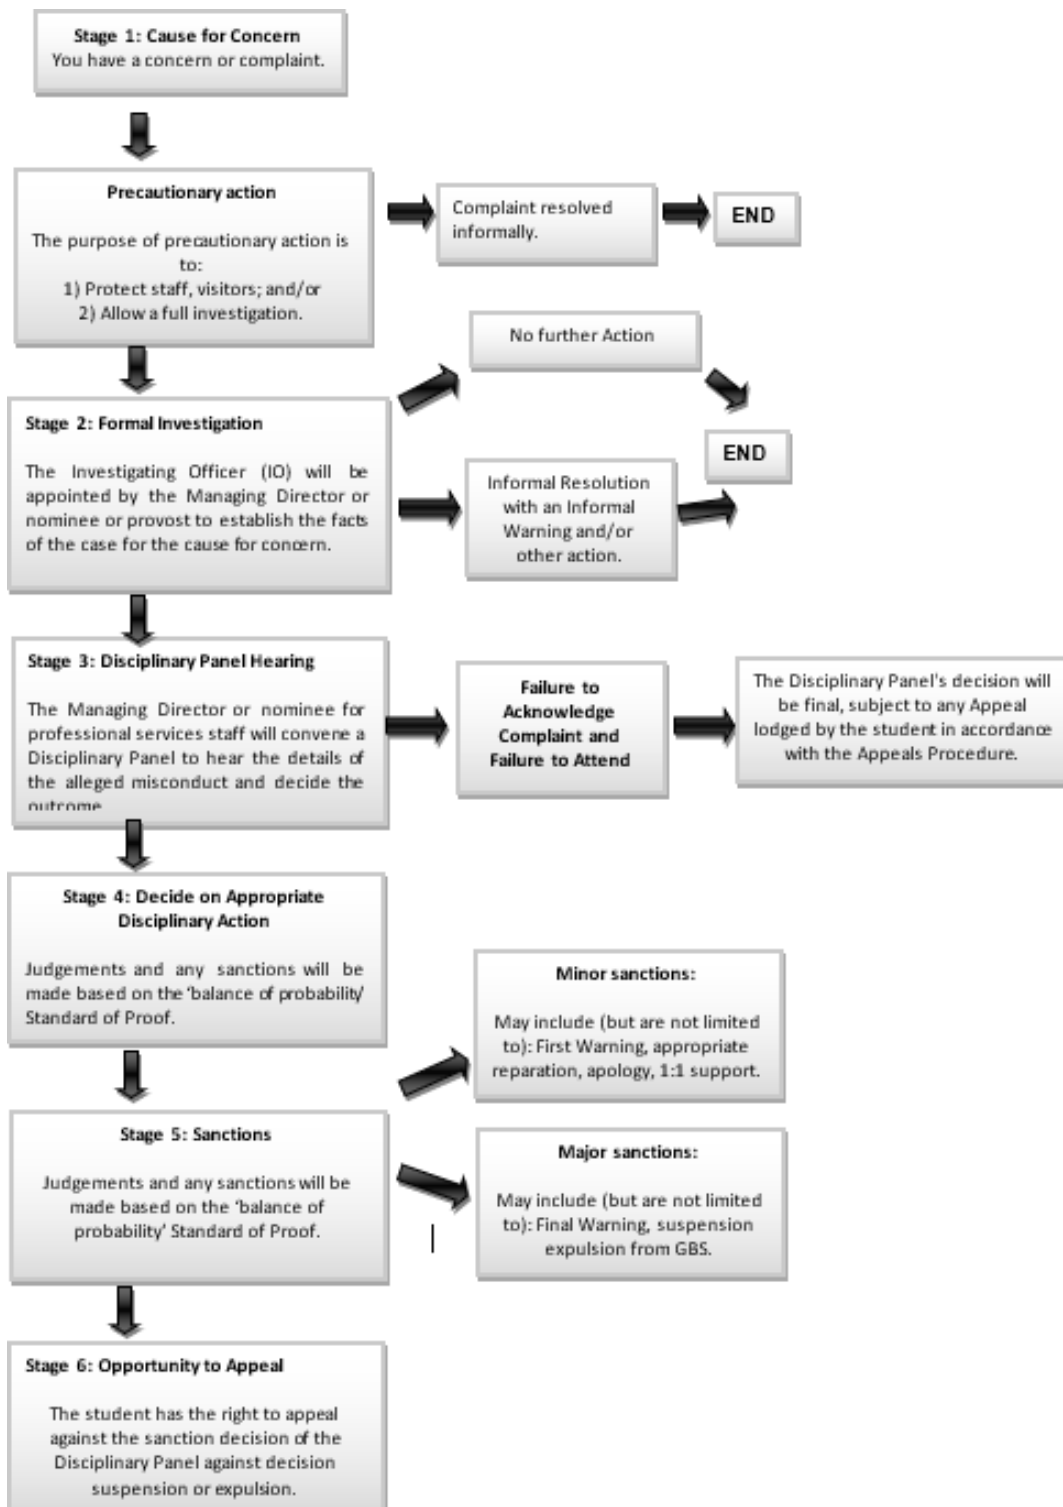 Stage 1: Cause for Concern
You have a concern or complaint.
Precautionary action
The purpose of precautionary action is
to:
1) Protect staff, visitors; and/or
2) Allow a full investigation.
Complaint resolved
informally.
END
No further Action
Stage 2: Formal Investigation
The Investigating Officer (IO) will be
appointed by the Managing Director or
nominee or provost to establish the facts
of the case for the cause for concern.
Informal Resolution
with an Informal
Warning and/or
other action.
END
Stage 3: Disciplinary Panel Hearing
The Managing Director or nominee for
professional services staff will convene a
Disciplinary Panel to hear the details of
the alleged misconduct and decide the
outcome
Failure to
Acknowledge
Complaint and
Failure to Attend
The Disciplinary Panel's decision will
be final, subject to any Appeal
lodged by the student in accordance
with the Appeals Procedure.
Stage 4: Decide on Appropriate
Disciplinary Action
Judgements and any sanctions will be
made based on the ‘balance of probability’
Standard of Proof.
Minor sanctions:
May include (but are not limited
to): First Warning, appropriate
reparation, apology, 1:1 support.
Stage 5: Sanctions
Judgements and any sanctions will be
made based on the ‘balance of
probability’ Standard of Proof.
Major sanctions:
May include (but are not limited
to): Final Warning, suspension
expulsion from GBS.
Stage 6: Opportunity to Appeal
The student has the right to appeal
against the sanction decision of the
Disciplinary Panel against decision
suspension or expulsion.